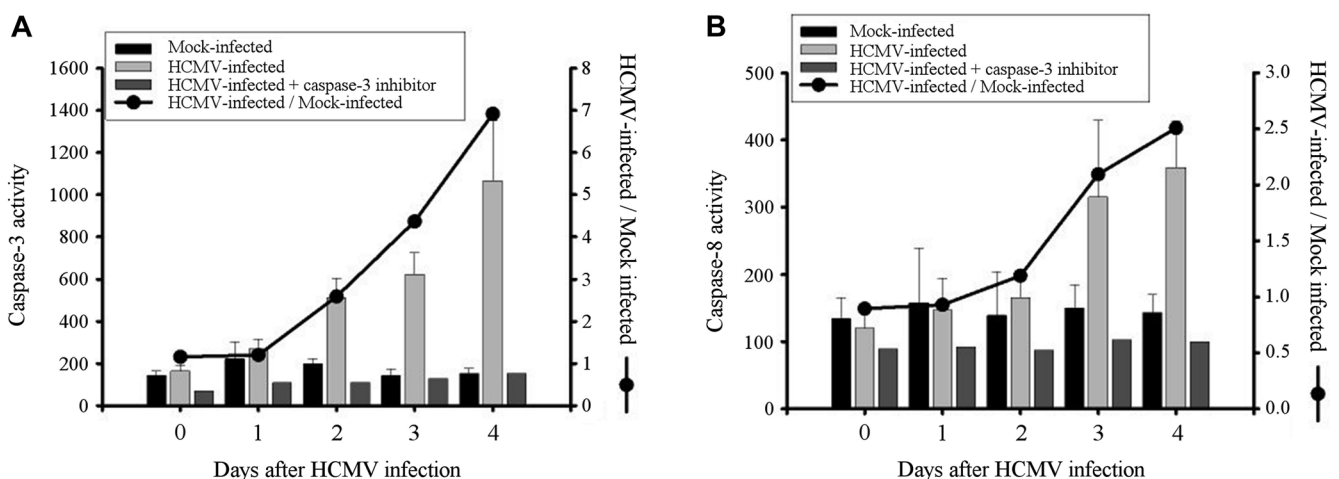 A
Mock-infected
HCMV-infected
HCMV-infected + caspase-3 inhibitor
HCMV-infected / Mock-infected
Caspase-3 activity
1600
1400
1200
1000
800
600
400
200
0
8
7
6
5
4
3
2
1
0
HCMV-infected / Mock infected
0 1 2 3 4
Days after HCMV infection
B
Mock-infected
HCMV-infected
HCMV-infected + caspase-3 inhibitor
HCMV-infected / Mock-infected
Caspase-8 activity
500
400
300
200
100
0
3.0
2.5
2.0
1.5
1.0
0.5
0.0
HCMV-infected / Mock infected
0 1 2 3 4
Days after HCMV infection